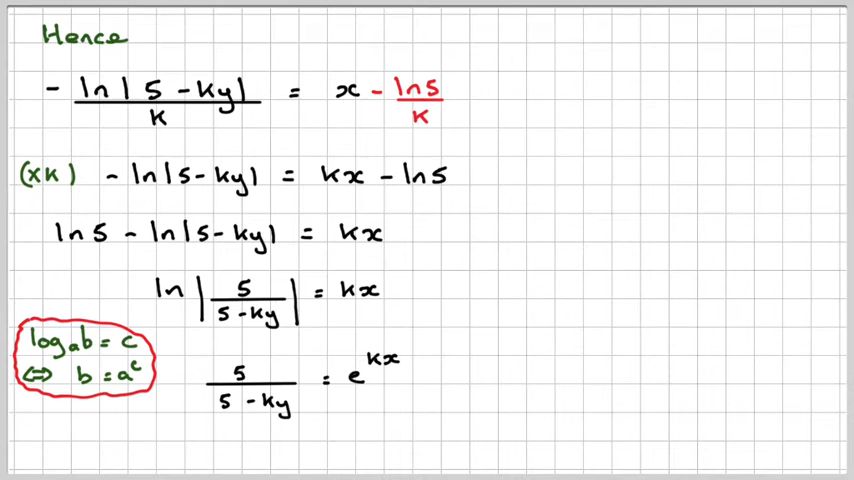 Hence
- ln|5 - ky| / k = x - ln5 / k
(xk) - ln|5 - ky| = kx - ln5
ln5 - ln|5 - ky| = kx
ln |5 / 5 - ky| = kx
log_a b = c
⇔ b = a^c
5 / 5 - ky = e^kx